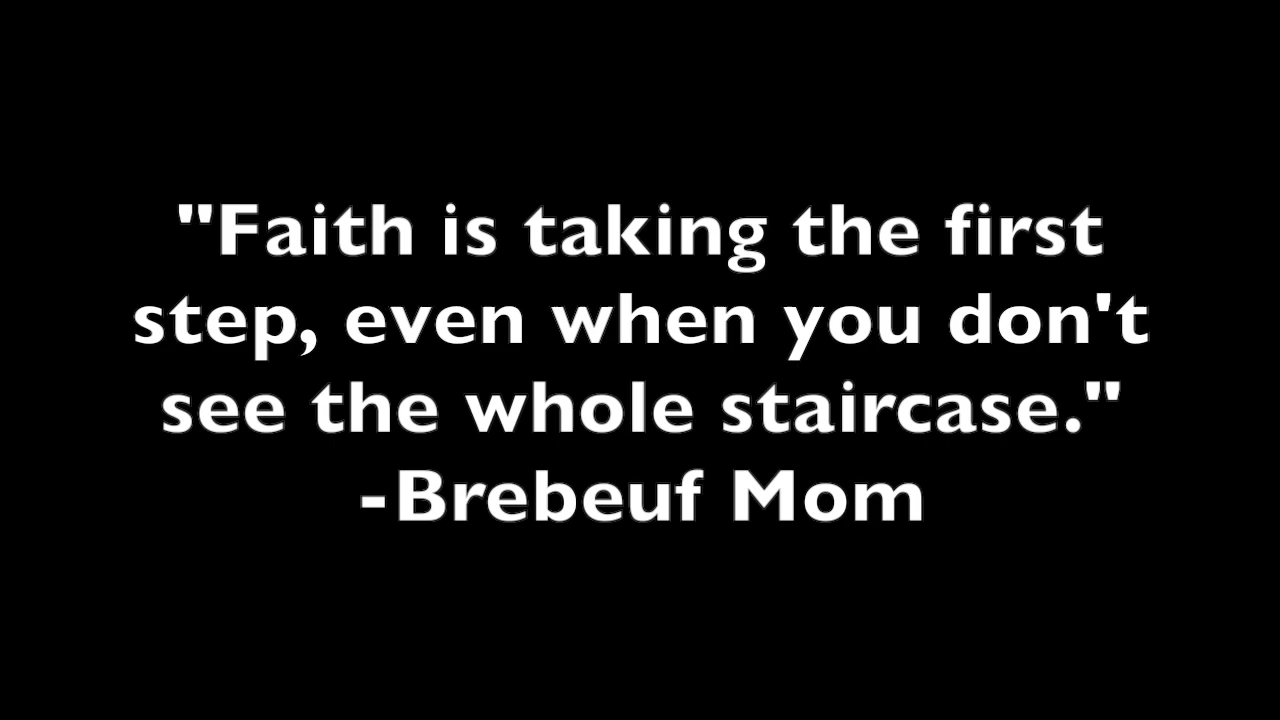 "Faith is taking the first
step, even when you don't
see the whole staircase."
-Brebeuf Mom